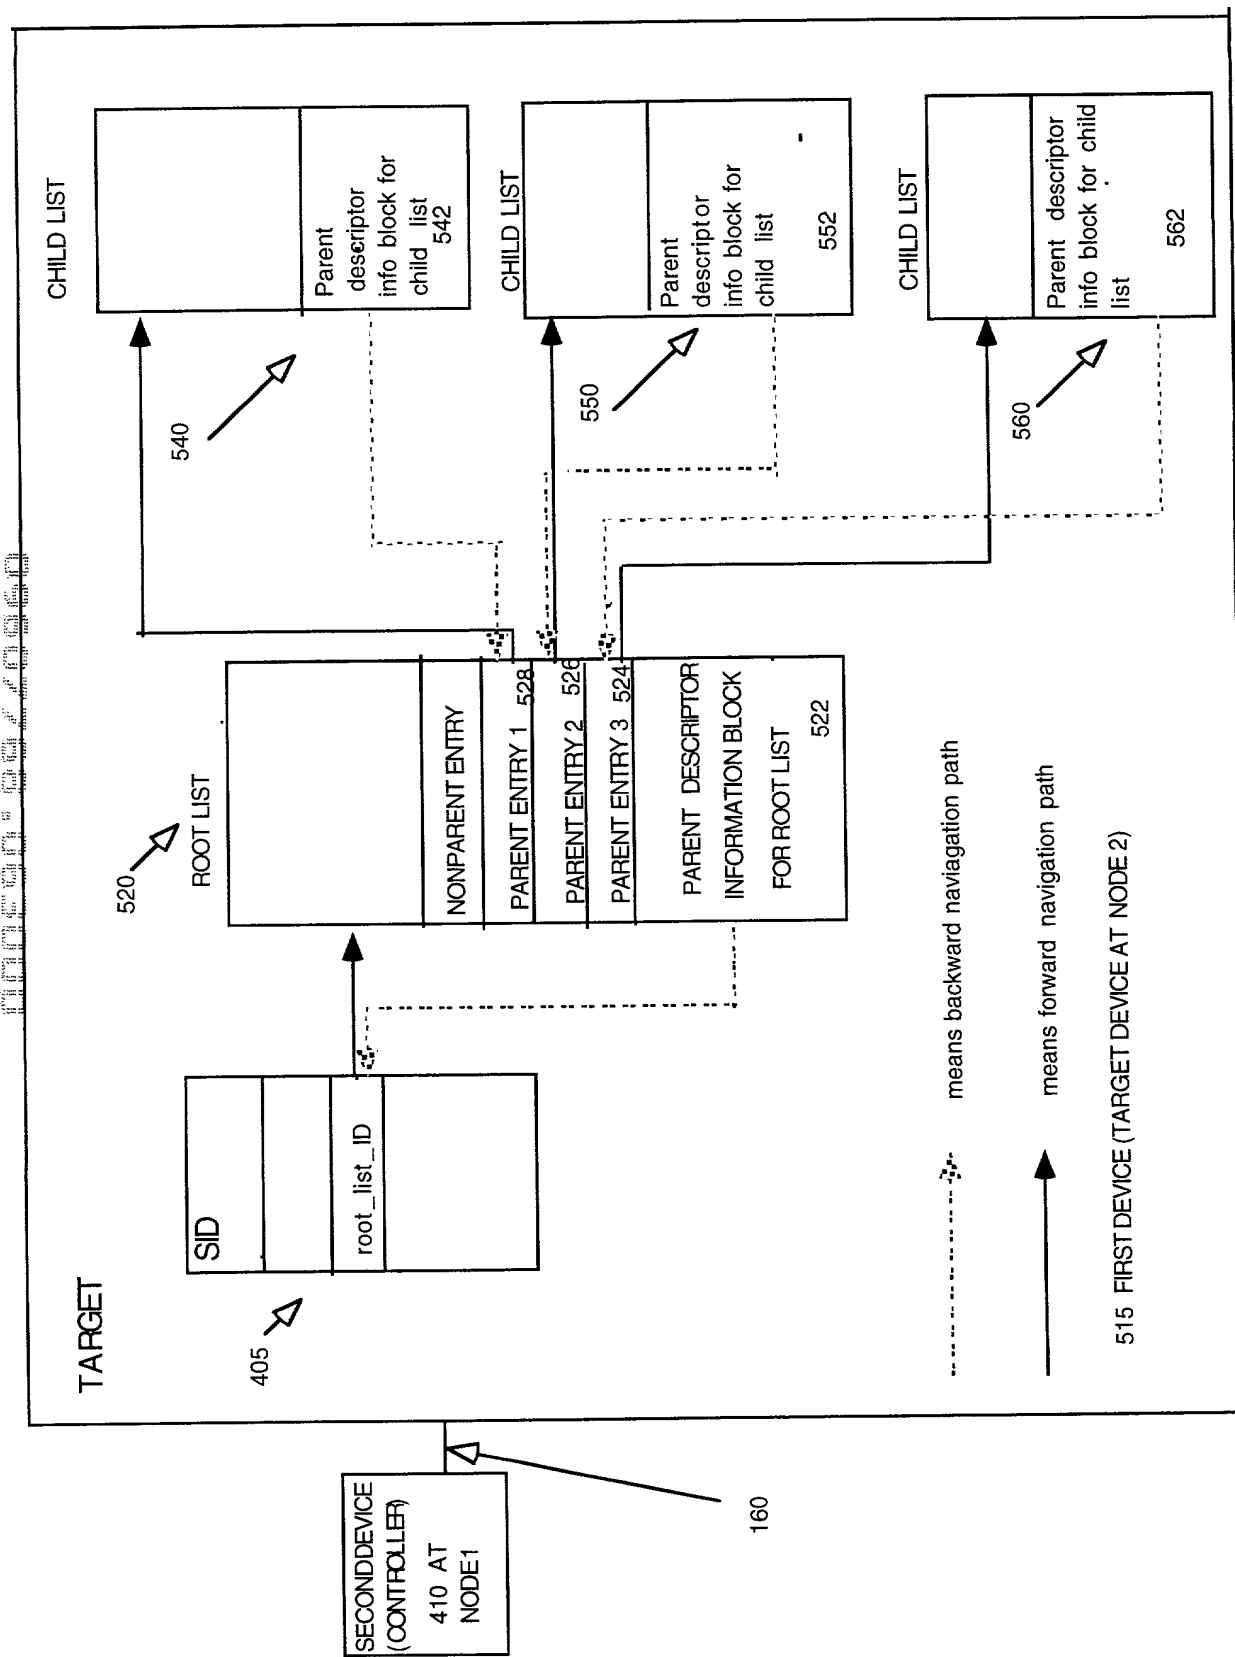 TARGET
405
SID
root_list_ID
520
ROOT LIST
NONPARENT ENTRY
PARENT ENTRY 1
528
PARENT ENTRY 2
526
PARENT ENTRY 3
524
PARENT DESCRIPTOR
INFORMATION BLOCK
FOR ROOT LIST
522
CHILD LIST
540
Parent
descriptor
info block for
child list
542
CHILD LIST
550
Parent
descriptor
info block for
child list
552
CHILD LIST
560
Parent descriptor
info block for child
list
562
means backward naviagation path
means forward navigation path
515 FIRST DEVICE (TARGET DEVICE AT NODE 2)
SECONDDEVICE
(CONTROLLER)
410 AT
NODE1
160